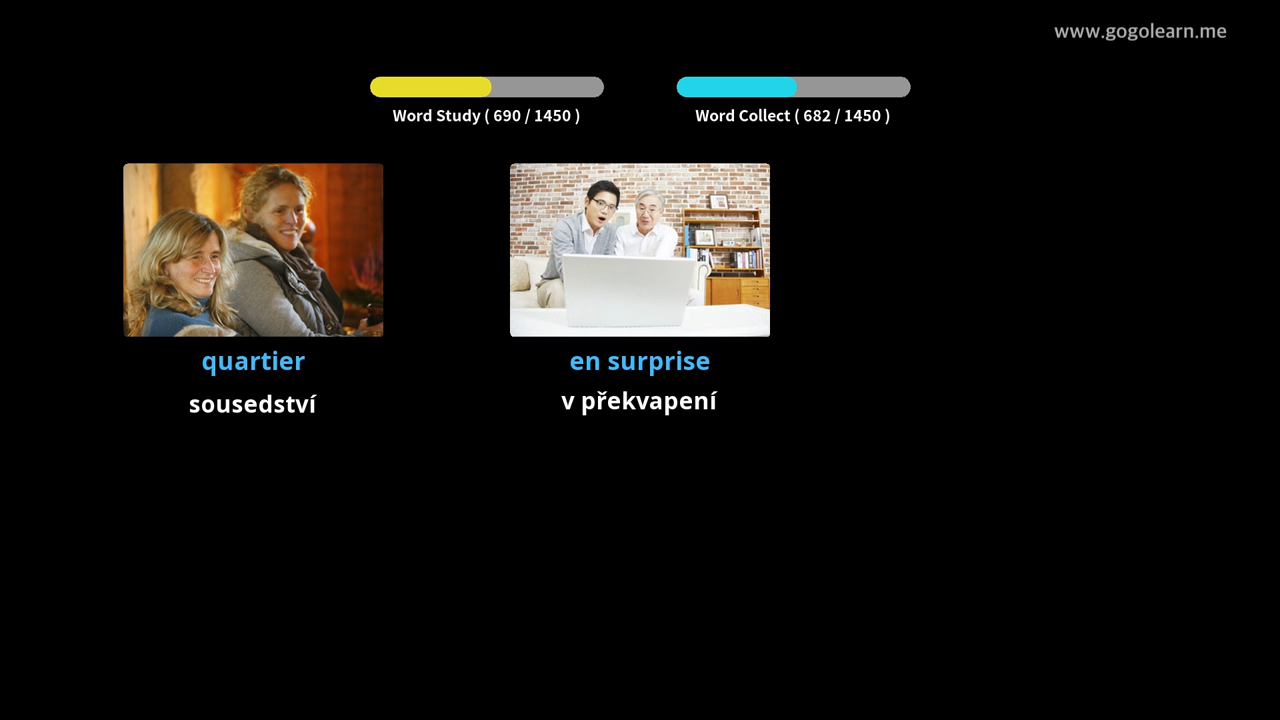 www.gogolearn.me
Word Study ( 690 / 1450 )
Word Collect ( 682 / 1450 )
quartier
sousedství
en surprise
v překvapení